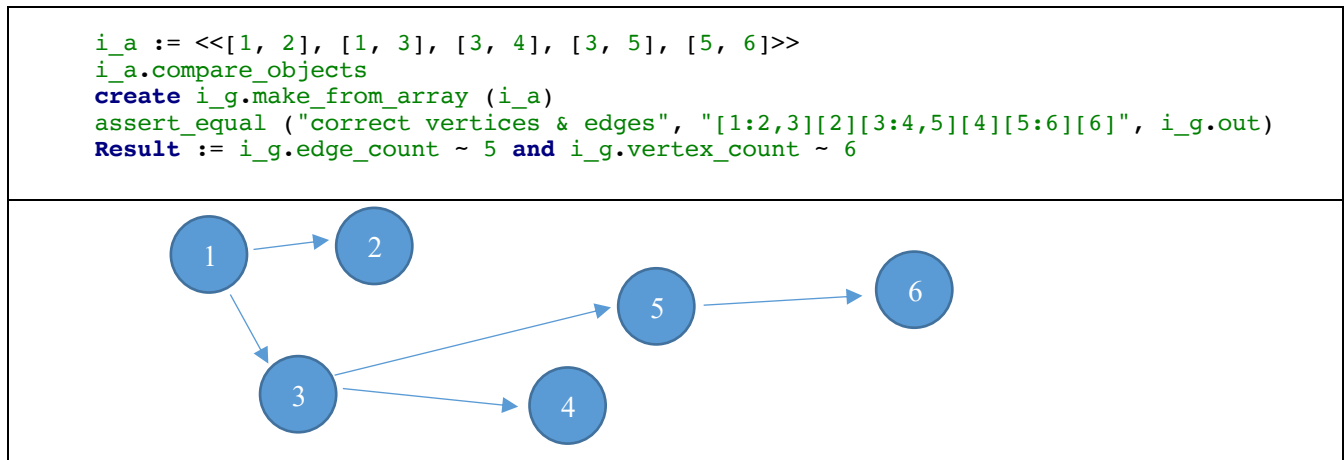 i_a := <<[1, 2], [1, 3], [3, 4], [3, 5], [5, 6]>>
i_a.compare_objects
create i_g.make_from_array (i_a)
assert_equal ("correct vertices & edges", "[1:2,3][2][3:4,5][4][5:6][6]", i_g.out)
Result := i_g.edge_count ~ 5 and i_g.vertex_count ~ 6
1
2
5
6
3
4